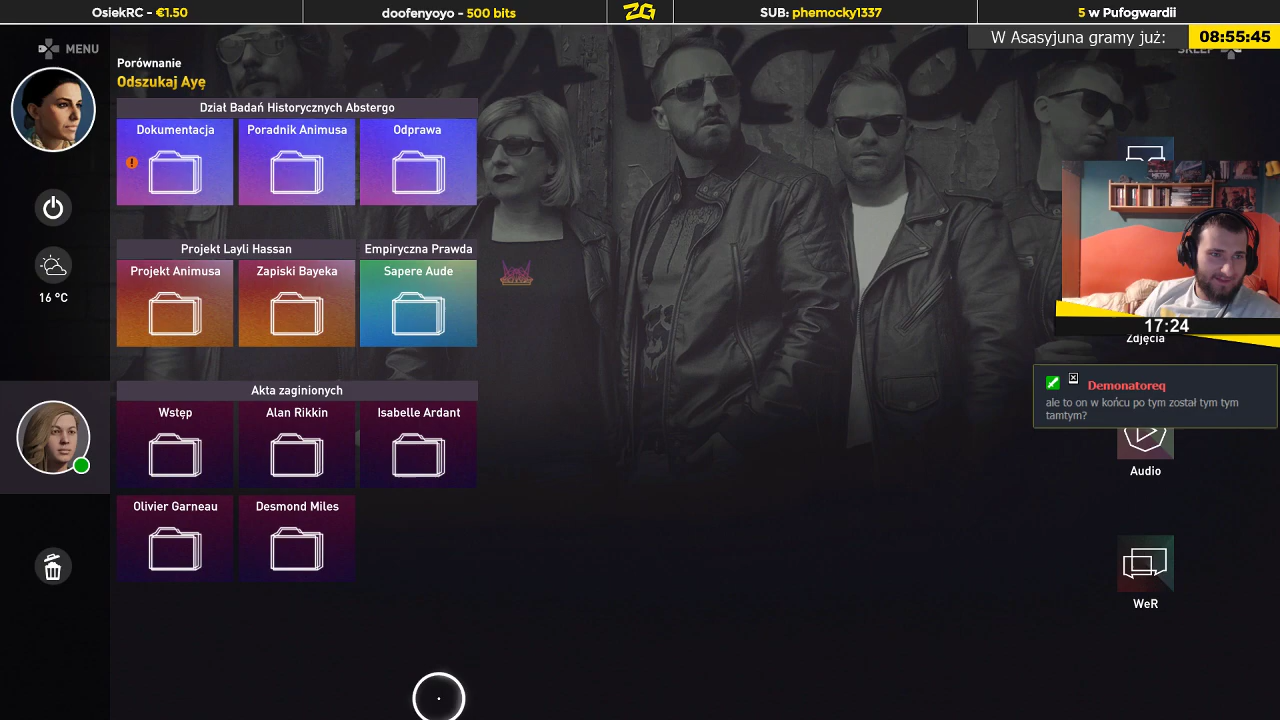 OsiekRC - €1.50
doofenyoyo - 500 bits
ZG
SUB: phemocky1337
5 w Pufogwardii
W Asasyjuna gramy już:
08:55:45
MENU
SKLEP
Porównanie
Odszukaj Ayę
Dział Badań Historycznych Abstergo
Dokumentacja
Poradnik Animusa
Odprawa
Projekt Layli Hassan
Empiryczna Prawda
Projekt Animusa
Zapiski Bayeka
Sapere Aude
16 °C
17:24
Zdjęcia
Demonatoreq
ale to on w końcu po tym został tym tym
tamtym?
Akta zaginionych
Wstęp
Alan Rikkin
Isabelle Ardant
Audio
Olivier Garneau
Desmond Miles
WeR